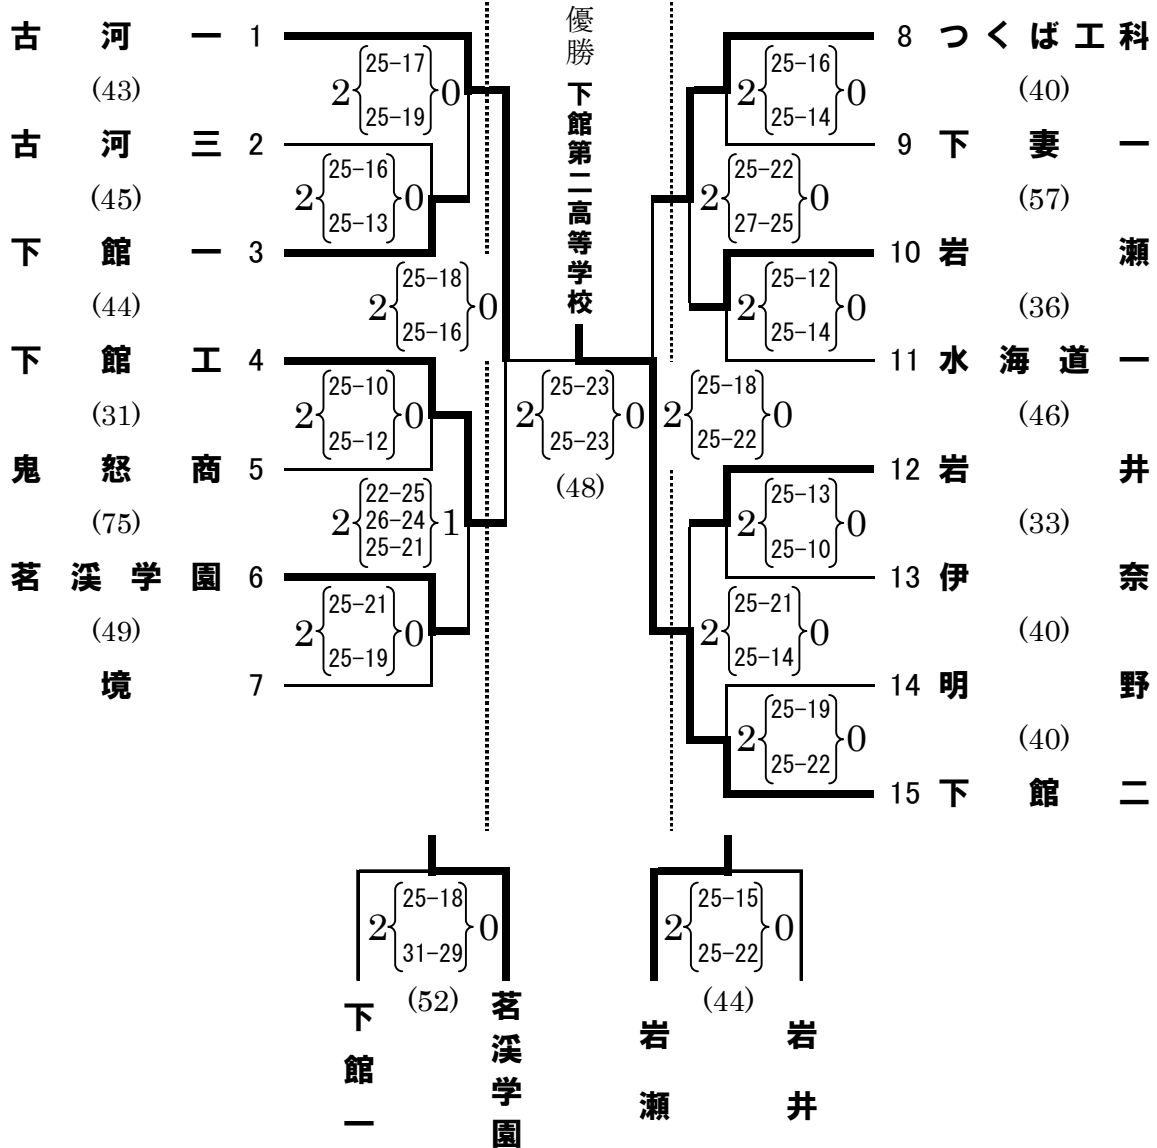 優勝
下館第二高等学校
古河一 1
(43)
2 25-17 0
25-19
古河三 2
(45)
2 25-16 0
25-13
下館一 3
(44)
2 25-18 0
25-16
下館工 4
(31)
2 25-10 0
25-12
鬼怒商 5
(75)
2 22-25 1
26-24
25-21
茗渓学園 6
(49)
2 25-21 0
25-19
境 7
2 25-23 0
25-23
(48)
8 つくば工科
(40)
2 25-16 0
25-14
9 下妻一
(57)
2 25-22 0
27-25
10 岩瀬
(36)
2 25-12 0
25-14
11 水海道一
(46)
2 25-18 0
25-22
12 岩井
(33)
2 25-13 0
25-10
13 伊奈
(40)
2 25-21 0
25-14
14 明野
(40)
2 25-19 0
25-22
15 下館二
2 25-18 0
31-29
(52)
下館一
茗渓学園
2 25-15 0
25-22
(44)
岩瀬
岩井